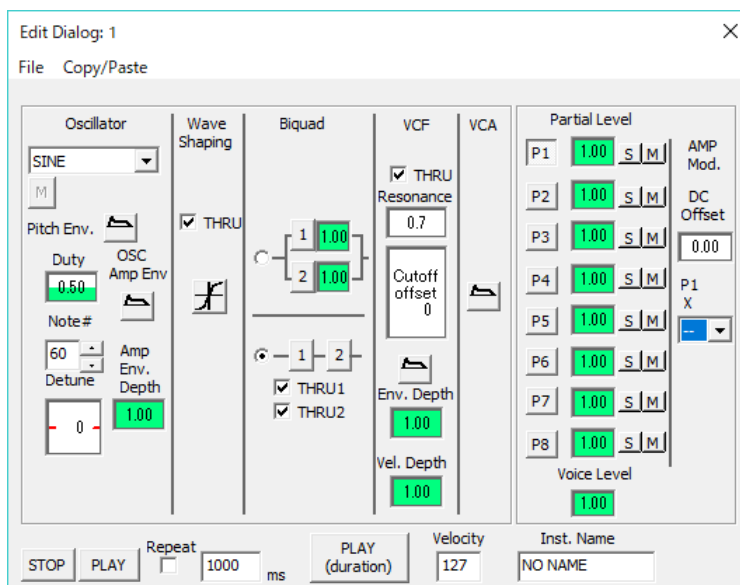 Edit Dialog: 1
File Copy/Paste
Oscillator
SINE
M
Pitch Env.
Duty
0.50
OSC
Amp Env
Note#
60
Detune
0
Amp
Env.
Depth
1.00
Wave
Shaping
THRU
Biquad
1 1.00
2 1.00
1 2
THRU1
THRU2
VCF
THRU
Resonance
0.7
Cutoff
offset
0
Env. Depth
1.00
Vel. Depth
1.00
VCA
Partial Level
P1 1.00 S M
P2 1.00 S M
P3 1.00 S M
P4 1.00 S M
P5 1.00 S M
P6 1.00 S M
P7 1.00 S M
P8 1.00 S M
Voice Level
1.00
AMP
Mod.
DC
Offset
0.00
P1
X
--
STOP PLAY
Repeat
1000 ms
PLAY
(duration)
Velocity
127
Inst. Name
NO NAME